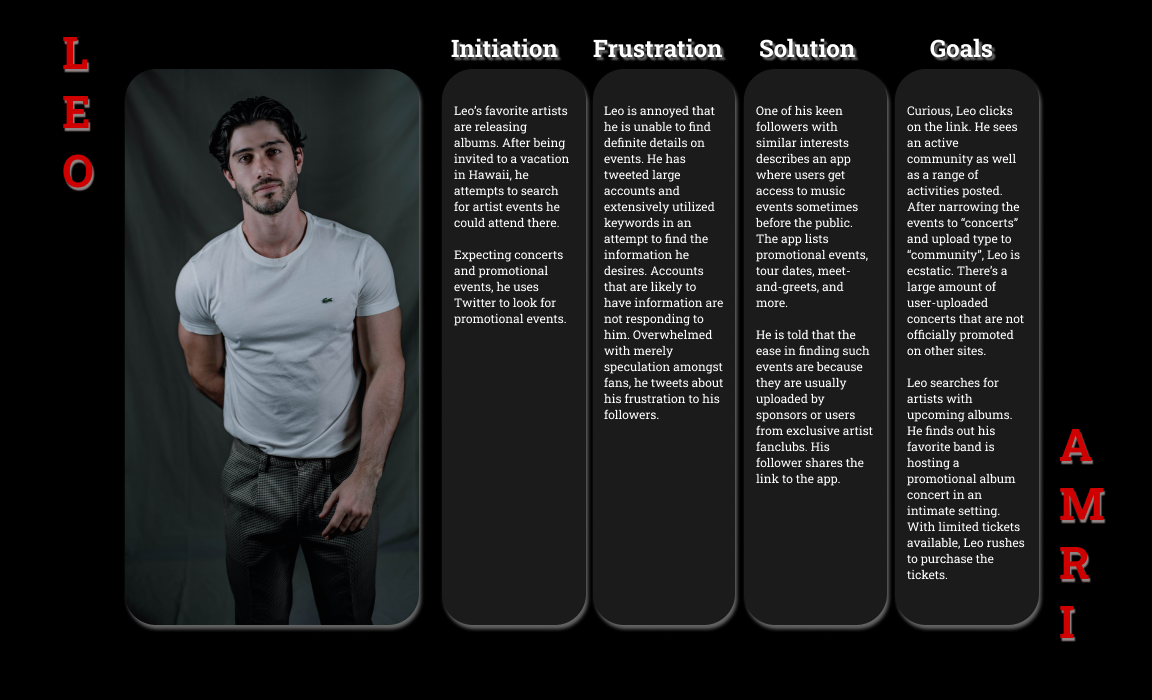 L
E
O
Initiation
Leo’s favorite artists
are releasing
albums. After being
invited to a vacation
in Hawaii, he
attempts to search
for artist events he
could attend there.
Expecting concerts
and promotional
events, he uses
Twitter to look for
promotional events.
Frustration
Leo is annoyed that
he is unable to find
definite details on
events. He has
tweeted large
accounts and
extensively utilized
keywords in an
attempt to find the
information he
desires. Accounts
that are likely to
have information are
not responding to
him. Overwhelmed
with merely
speculation amongst
fans, he tweets about
his frustration to his
followers.
Solution
One of his keen
followers with
similar interests
describes an app
where users get
access to music
events sometimes
before the public.
The app lists
promotional events,
tour dates, meet-
and-greets, and
more.
He is told that the
ease in finding such
events are because
they are usually
uploaded by
sponsors or users
from exclusive artist
fanclubs. His
follower shares the
link to the app.
Goals
Curious, Leo clicks
on the link. He sees
an active
community as well
as a range of
activities posted.
After narrowing the
events to “concerts”
and upload type to
“community”, Leo is
ecstatic. There’s a
large amount of
user-uploaded
concerts that are not
officially promoted
on other sites.
Leo searches for
artists with
upcoming albums.
He finds out his
favorite band is
hosting a
promotional album
concert in an
intimate setting.
With limited tickets
available, Leo rushes
to purchase the
tickets.
A
M
R
I